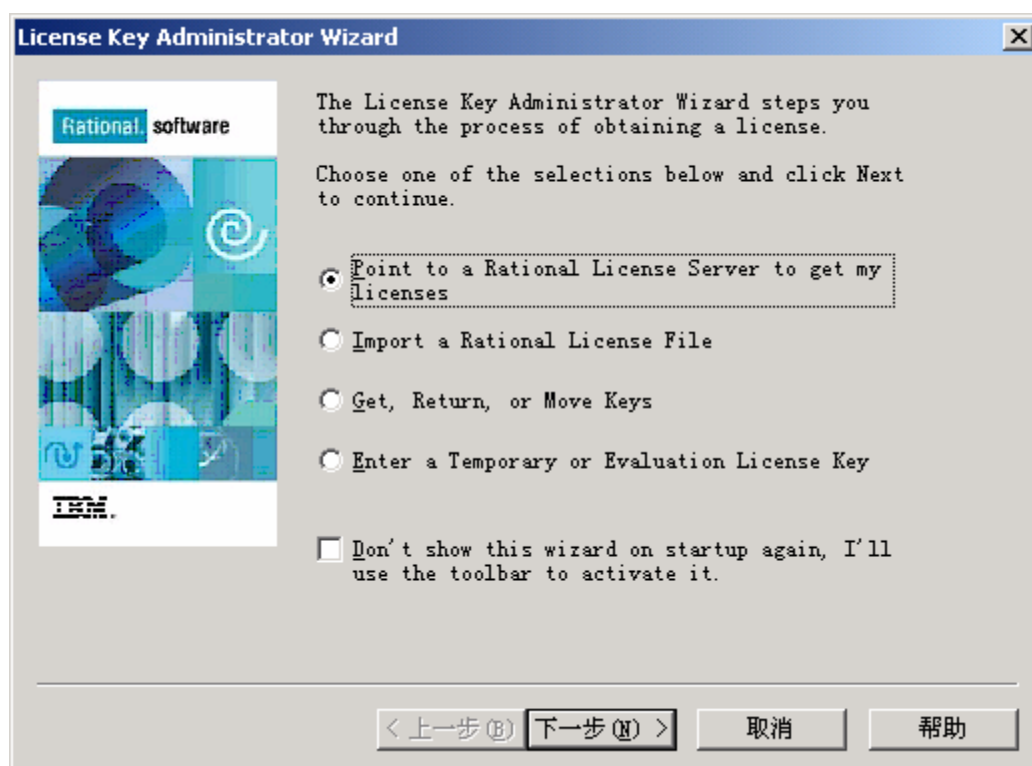 License Key Administrator Wizard
Rational software
The License Key Administrator Wizard steps you
through the process of obtaining a license.
Choose one of the selections below and click Next
to continue.
Point to a Rational License Server to get my
licenses
Import a Rational License File
Get, Return, or Move Keys
Enter a Temporary or Evaluation License Key
IBM.
Don't show this wizard on startup again, I'll
use the toolbar to activate it.
< 上一步(B) 下一步(N) > 取消 帮助